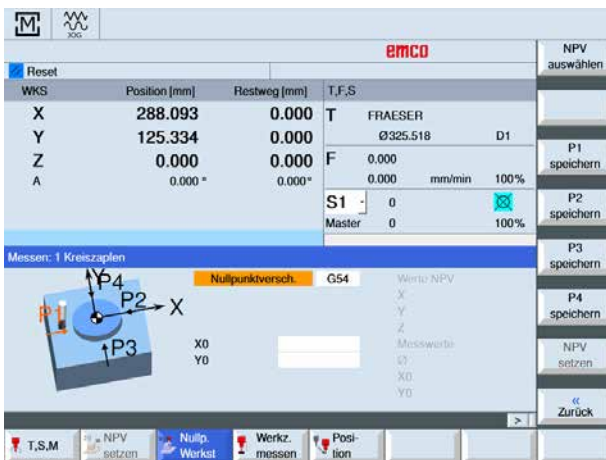 M
JOG
emco
NPV auswählen
Reset
WKS Position [mm] Restweg [mm] T,F,S
X 288.093 0.000 T FRAESER
Y 125.334 0.000 Ø325.518 D1
Z 0.000 0.000 F 0.000
A 0.000 ° 0.000° 0.000 mm/min 100%
S1 0
Master 0 100%
P1 speichern
P2 speichern
P3 speichern
P4 speichern
NPV setzen
« Zurück
Messen: 1 Kreiszapfen
Y
P4
P2
X
P1
P3
Nullpunktversch. G54 Werte NPV
X
Y
Z
X0 Messwerte
Y0 Ø
X0
Y0
>
T,S,M
NPV setzen
Nullp. Werkst
Werkz. messen
Posi-
tion